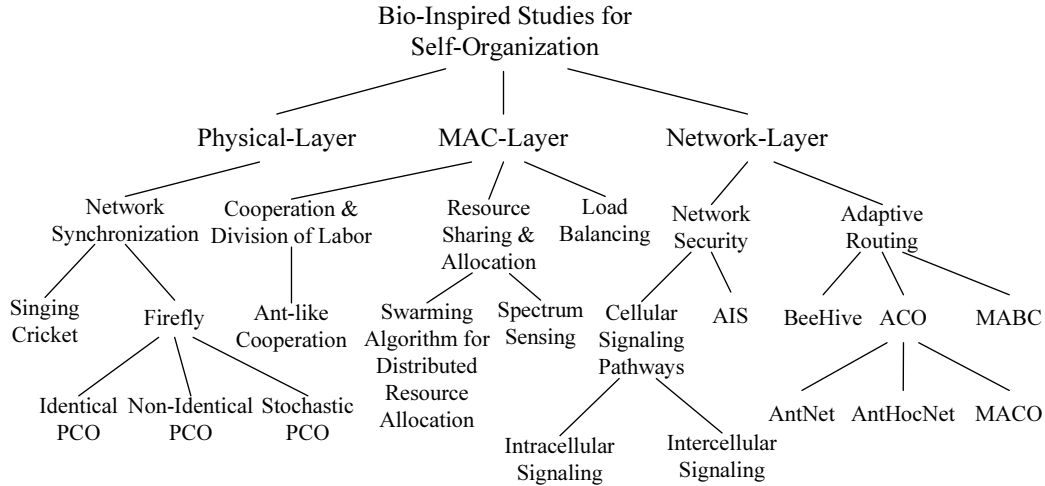 Bio-Inspired Studies for
Self-Organization
Physical-Layer
MAC-Layer
Network-Layer
Network
Synchronization
Cooperation &
Division of Labor
Resource
Sharing &
Allocation
Load
Balancing
Network
Security
Adaptive
Routing
Singing
Cricket
Firefly
Ant-like
Cooperation
Swarming
Algorithm for
Distributed
Resource
Allocation
Spectrum
Sensing
Cellular
Signaling
Pathways
AIS
BeeHive
ACO
MABC
Identical
PCO
Non-Identical
PCO
Stochastic
PCO
Intracellular
Signaling
Intercellular
Signaling
AntNet
AntHocNet
MACO